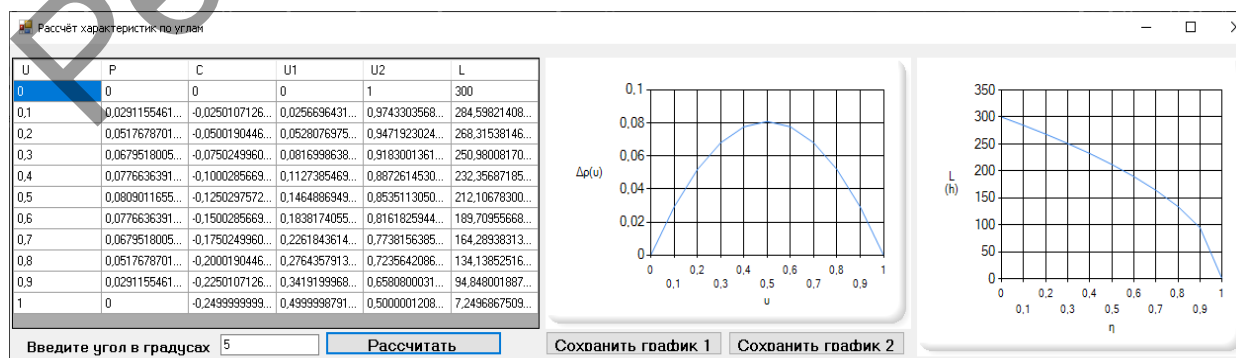 Рассчёт характеристик по углам
U P C U1 U2 L
0 0 0 0 1 300
0,1 0,0291155461... -0,0250107126... 0,0256696431... 0,9743303568... 284,59821408...
0,2 0,0517678701... -0,0500190446... 0,0528076975... 0,9471923024... 268,31538146...
0,3 0,0679518005... -0,0750249960... 0,0816998638... 0,9183001361... 250,98008170...
0,4 0,0776636391... -0,1000285669... 0,1127385469... 0,8872614530... 232,35687185...
0,5 0,0809011655... -0,1250297572... 0,1464886949... 0,8535113050... 212,10678300...
0,6 0,0776636391... -0,1500285669... 0,1838174055... 0,8161825944... 189,70955668...
0,7 0,0679518005... -0,1750249960... 0,2261843614... 0,7738156385... 164,28938313...
0,8 0,0517678701... -0,2000190446... 0,2764357913... 0,7235642086... 134,13852516...
0,9 0,0291155461... -0,2250107126... 0,3419199968... 0,6580800031... 94,848001887...
1 0 -0,2499999999... 0,4999998791... 0,5000001208... 7,2496867509...
Введите угол в градусах 5 Рассчитать
0,1
0,08
0,06
Δρ(u)
0,04
0,02
0
0 0,2 0,4 0,6 0,8 1
0,1 0,3 0,5 0,7 0,9
u
Сохранить график 1 Сохранить график 2
350
300
250
L 200
(h)
150
100
50
0
0 0,2 0,4 0,6 0,8 1
0,1 0,3 0,5 0,7 0,9
η